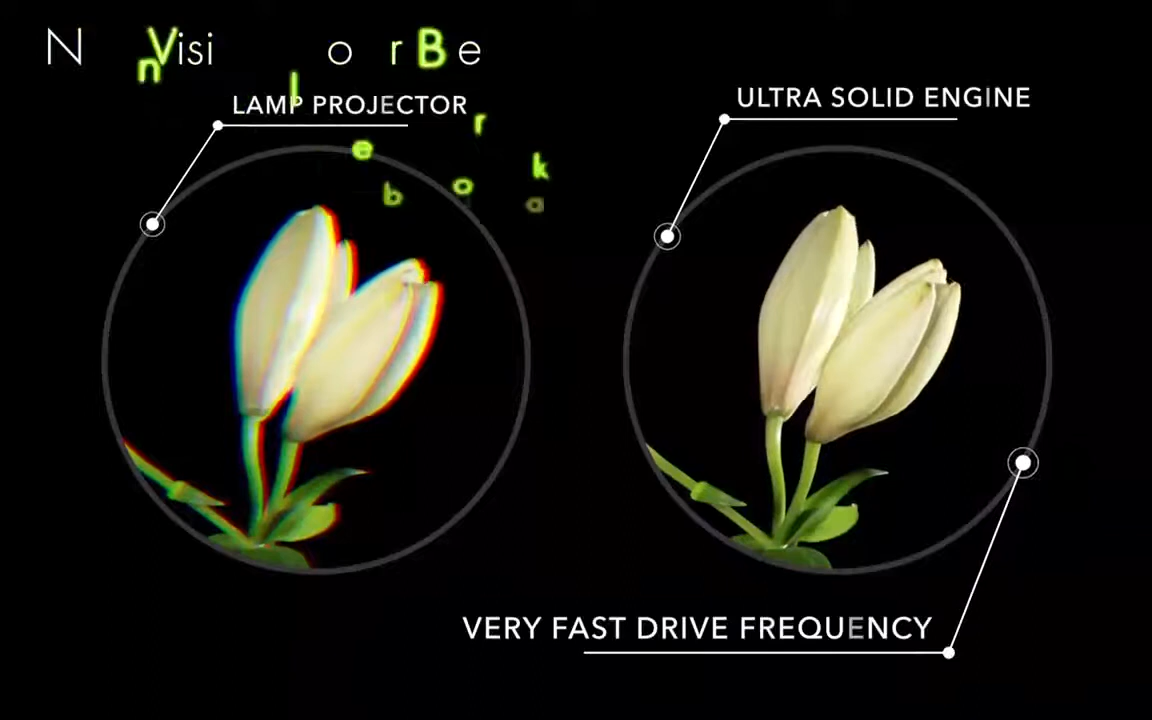 LAMP PROJECTOR
ULTRA SOLID ENGINE
VERY FAST DRIVE FREQUENCY